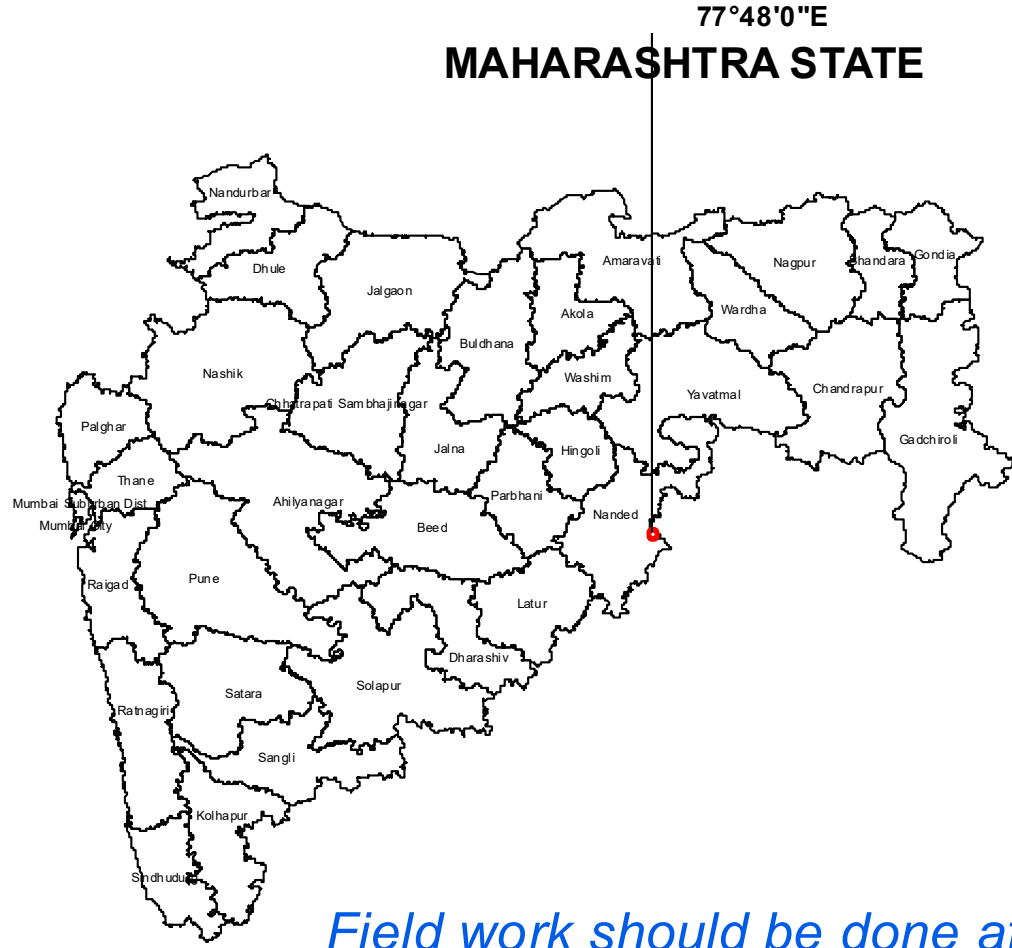 77°48'0"E
MAHARASHTRA STATE
Nandurbar
Dhule
Jalgaon
Amaravati
Nagpur
Bhandara
Gondia
Akola
Wardha
Buldhana
Nashik
Washim
Yavatmal
Chandrapur
Chhatrapati Sambhajinagar
Palghar
Jalna
Hingoli
Gadchiroli
Thane
Parbhani
Mumbai Suburban Dist
Ahilyanagar
Nanded
Mumbai City
Beed
Raigad
Pune
Latur
Dharashiv
Solapur
Satara
Ratnagiri
Sangli
Kolhapur
Sindhudurg
Field work should be done at